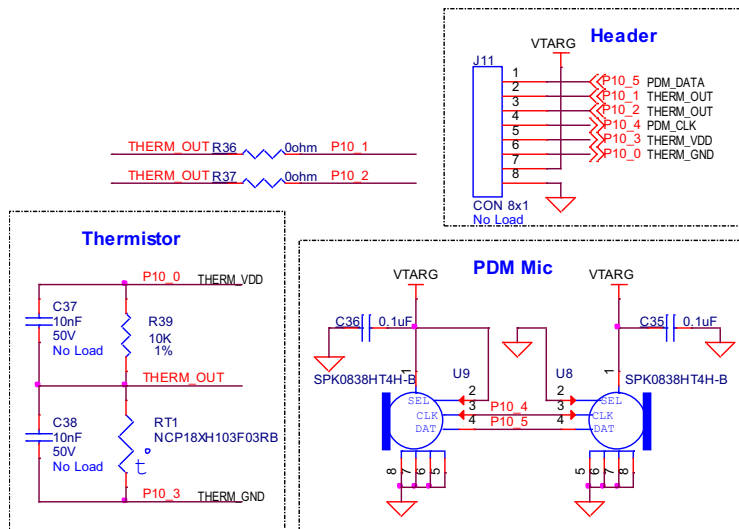 Header
VTARG
J11
1 P10_5 PDM_DATA
2 P10_1 THERM_OUT
3 P10_2 THERM_OUT
4 P10_4 PDM_CLK
5 P10_3 THERM_VDD
6 P10_0 THERM_GND
7
8
CON 8x1
No Load
THERM_OUT R36 0ohm P10_1
THERM_OUT R37 0ohm P10_2
Thermistor
P10_0 THERM_VDD
C37
10nF
50V
No Load
R39
10K
1%
THERM_OUT
C38
10nF
50V
No Load
RT1
NCP18XH103F03RB
t°
P10_3 THERM_GND
PDM Mic
VTARG VTARG
C36 0.1uF C35 0.1uF
1 1
SPK0838HT4H-B U9 U8 SPK0838HT4H-B
SEL 2 2 SEL
CLK 3 P10_4 3 CLK
DAT 4 P10_5 4 DAT
8 7 6 5 5 6 7 8